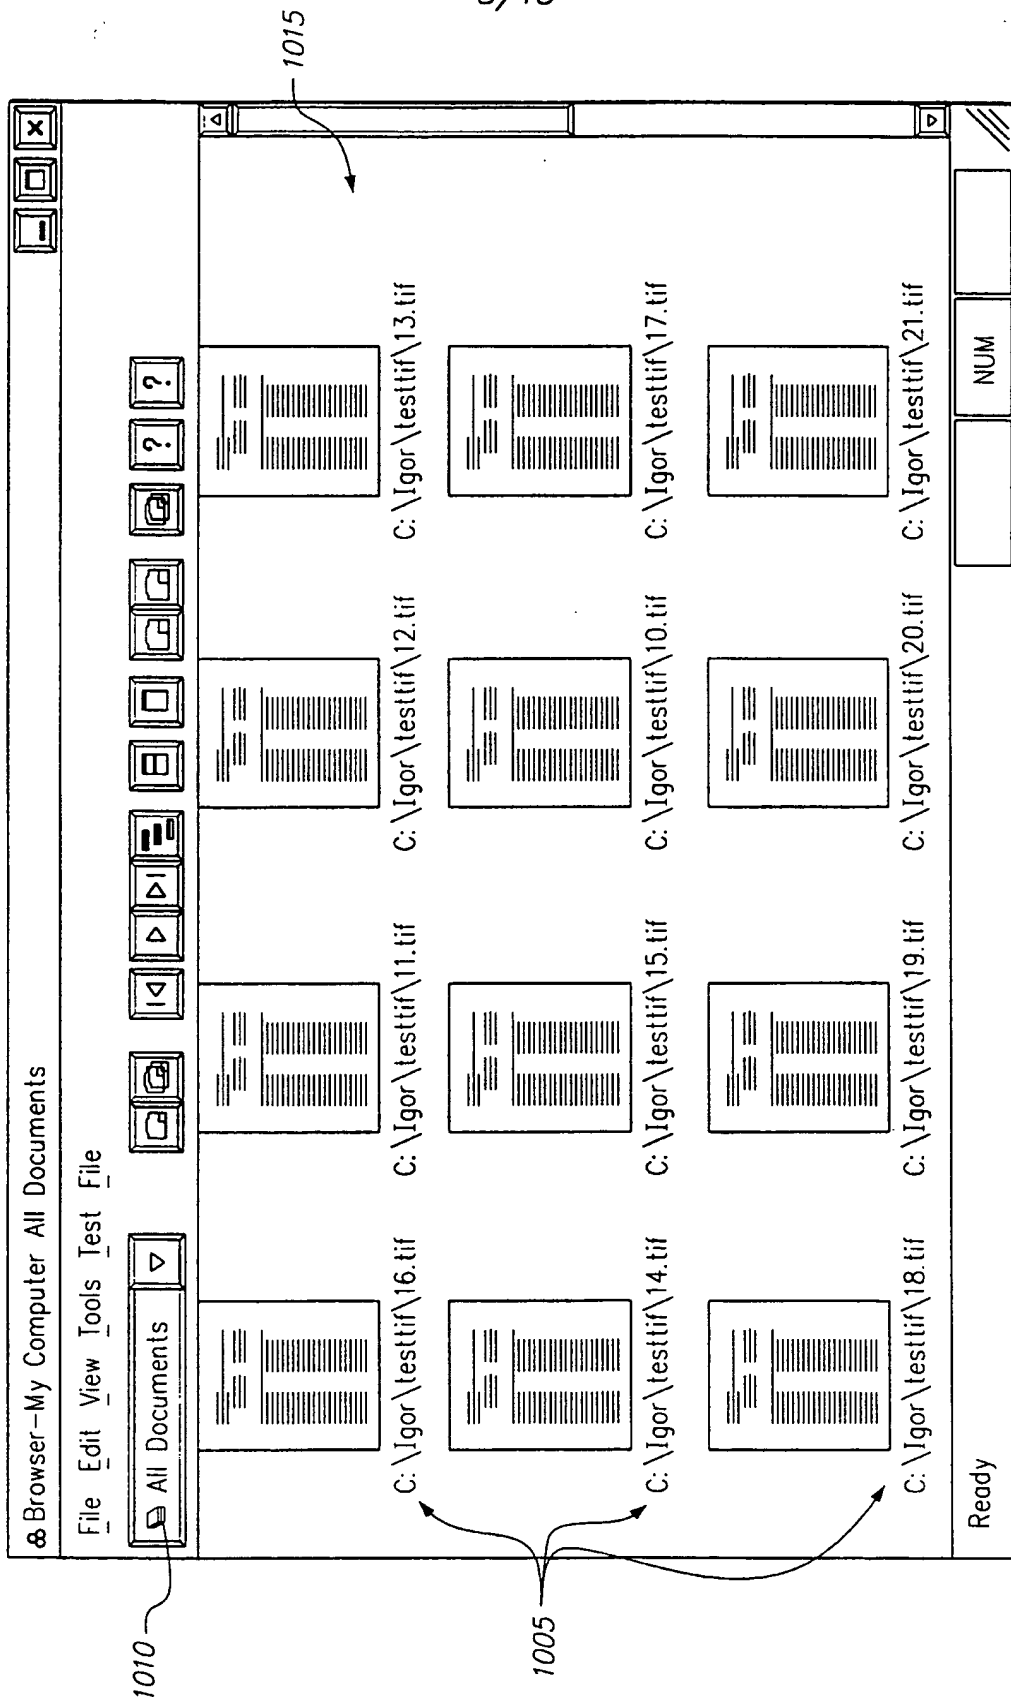 1015
Browser-My Computer All Documents
File Edit View Tools Test File
1010
All Documents
? ?
C:\Igor\testtif\16.tif C:\Igor\testtif\11.tif C:\Igor\testtif\12.tif C:\Igor\testtif\13.tif
C:\Igor\testtif\14.tif C:\Igor\testtif\15.tif C:\Igor\testtif\10.tif C:\Igor\testtif\17.tif
1005
C:\Igor\testtif\18.tif C:\Igor\testtif\19.tif C:\Igor\testtif\20.tif C:\Igor\testtif\21.tif
Ready NUM